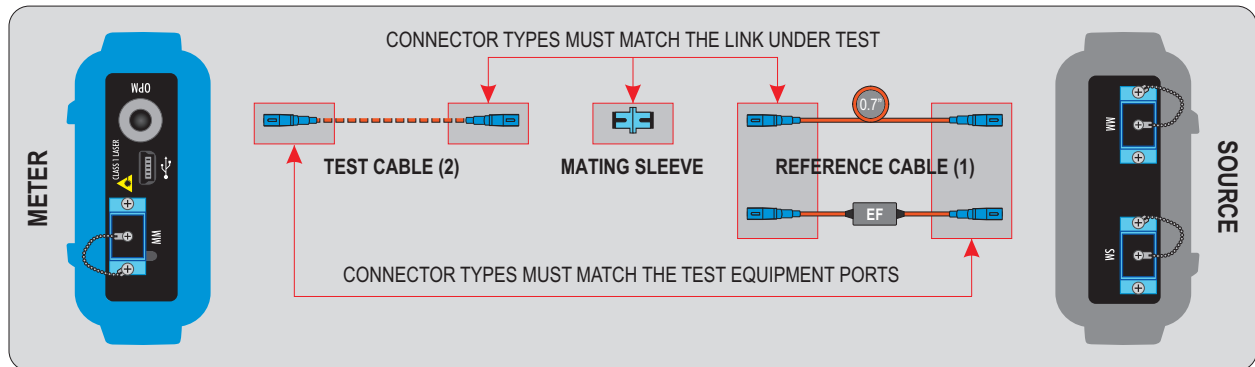 METER
OPM
CLASS 1 LASER
MM
CONNECTOR TYPES MUST MATCH THE LINK UNDER TEST
0.7"
TEST CABLE (2)
MATING SLEEVE
REFERENCE CABLE (1)
EF
CONNECTOR TYPES MUST MATCH THE TEST EQUIPMENT PORTS
MM
SM
SOURCE